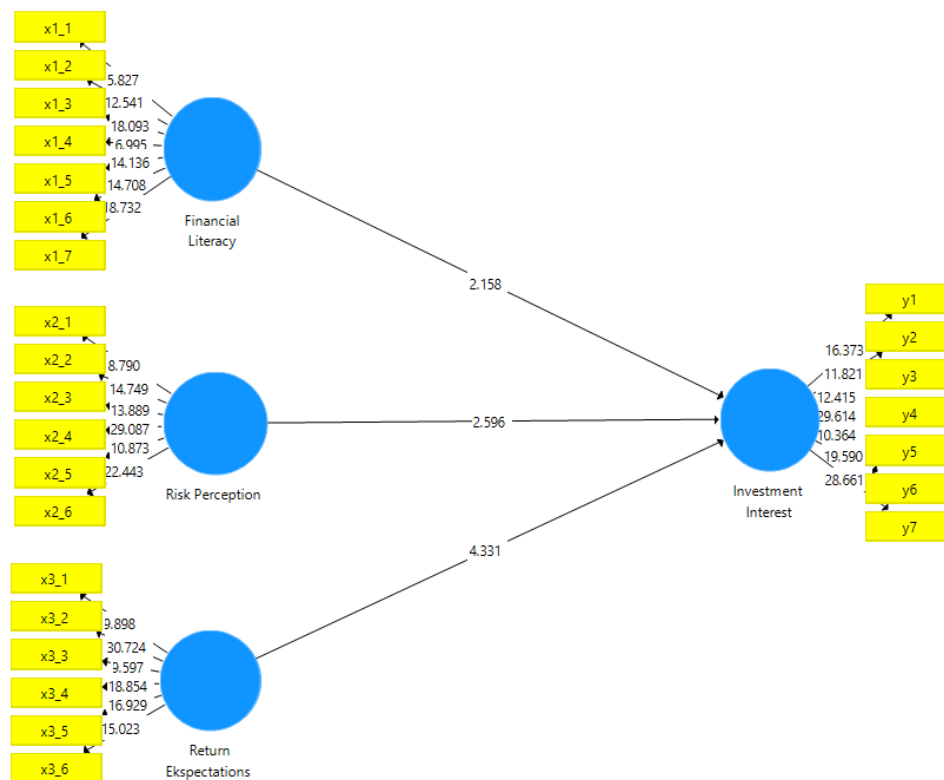 x1_1
x1_2
x1_3
x1_4
x1_5
x1_6
x1_7
5.827
12.541
18.093
6.995
14.136
14.708
18.732
Financial
Literacy
2.158
x2_1
x2_2
x2_3
x2_4
x2_5
x2_6
8.790
14.749
13.889
29.087
10.873
22.443
Risk Perception
2.596
x3_1
x3_2
x3_3
x3_4
x3_5
x3_6
9.898
30.724
9.597
18.854
16.929
15.023
Return
Ekspectations
4.331
Investment
Interest
16.373
11.821
12.415
29.614
10.364
19.590
28.661
y1
y2
y3
y4
y5
y6
y7